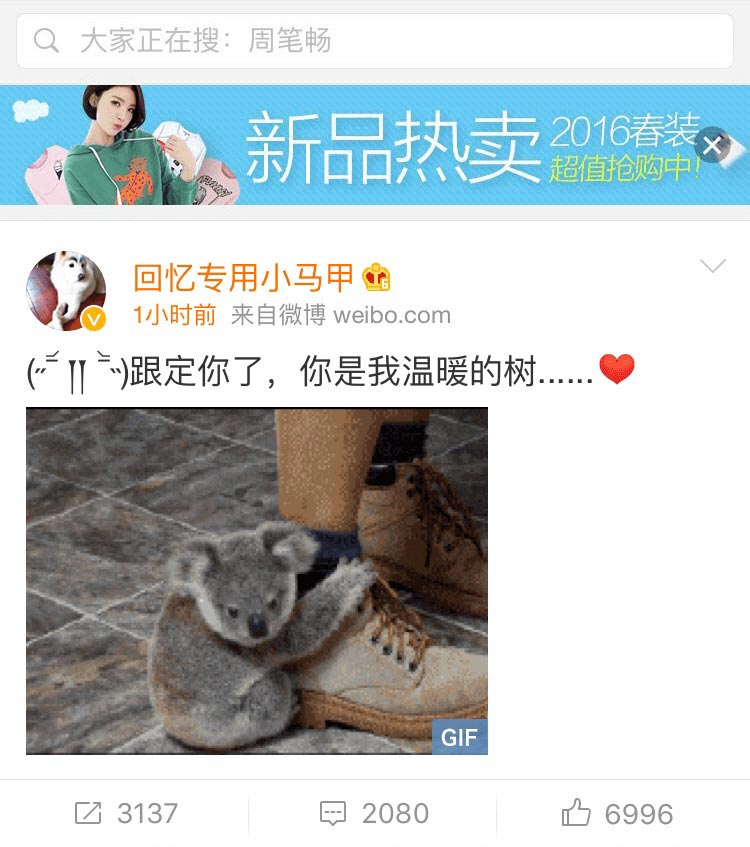 大家正在搜：周笔畅
新品热卖
2016春装
超值抢购中!
回忆专用小马甲
1小时前 来自微博 weibo.com
跟定你了，你是我温暖的树......❤️
GIF
3137
2080
6996